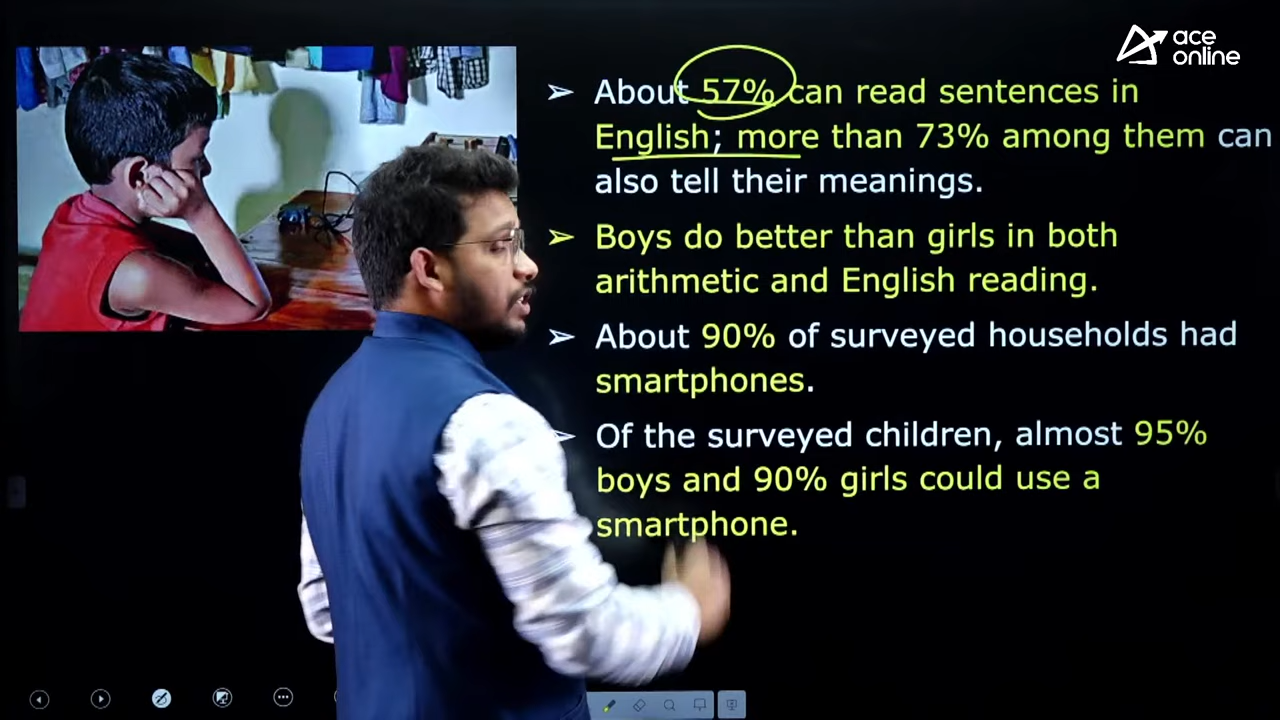 ace
online
➢ About 57% can read sentences in
English; more than 73% among them can
also tell their meanings.
➢ Boys do better than girls in both
arithmetic and English reading.
➢ About 90% of surveyed households had
smartphones.
➢ Of the surveyed children, almost 95%
boys and 90% girls could use a
smartphone.